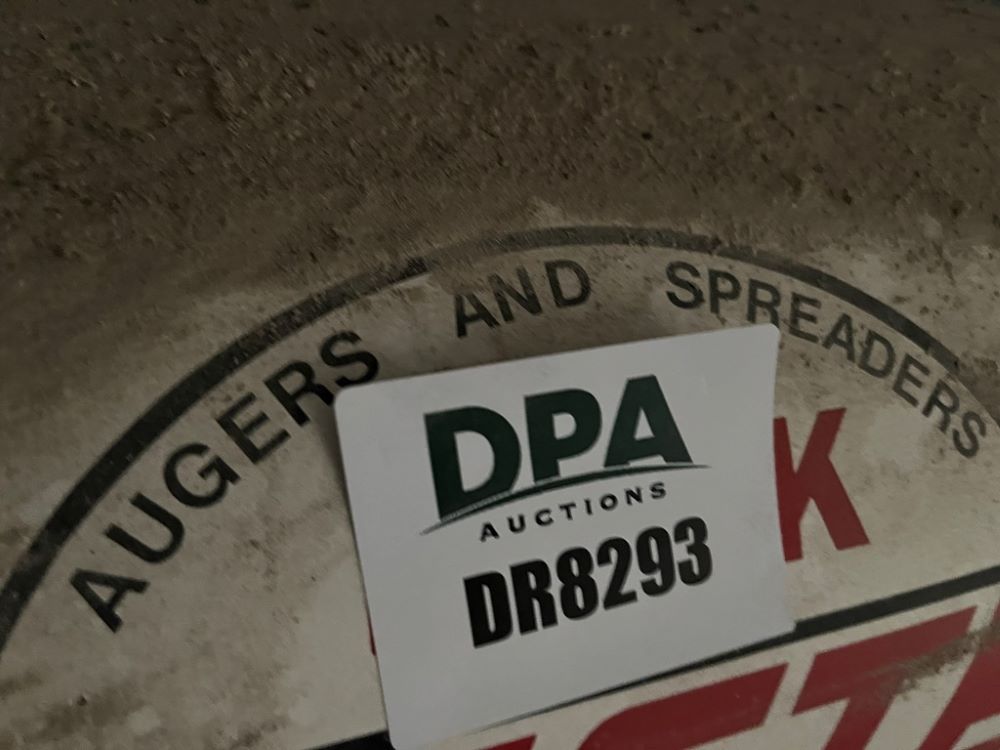 AUGERS AND SPREADERS
DPA
AUCTIONS
DR8293
K